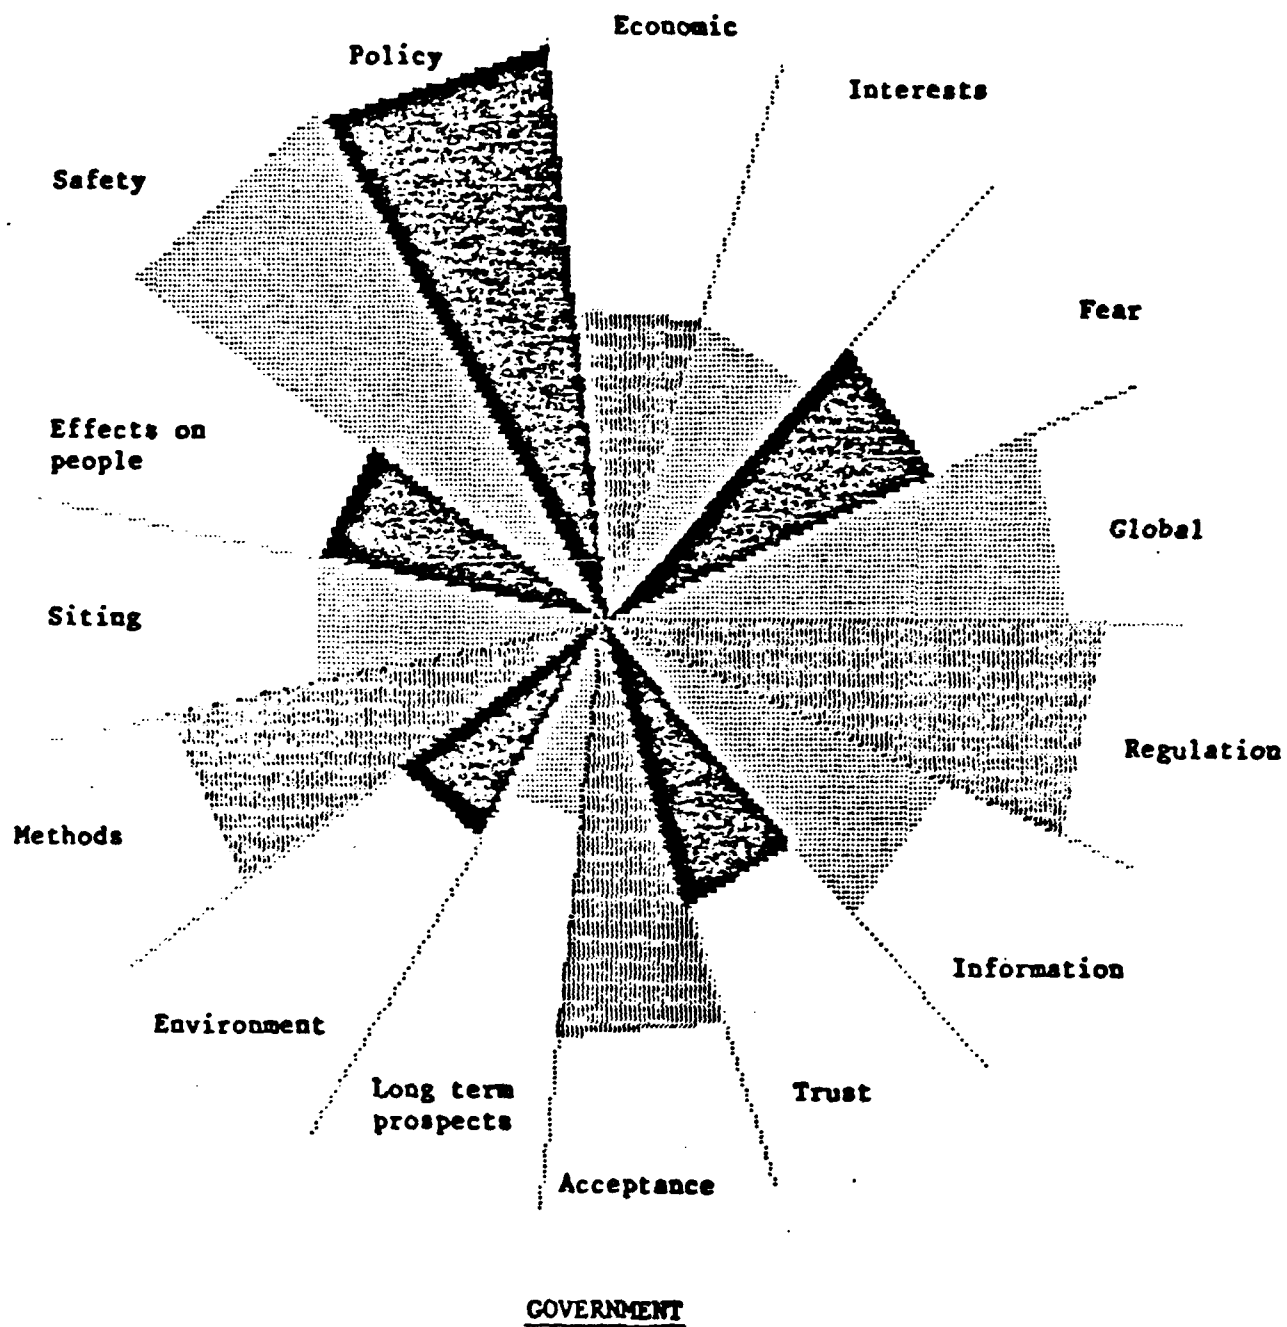 Economic
Policy
Interests
Safety
Fear
Effects on
people
Global
Siting
Regulation
Methods
Information
Environment
Long term
prospects
Trust
Acceptance
GOVERNMENT